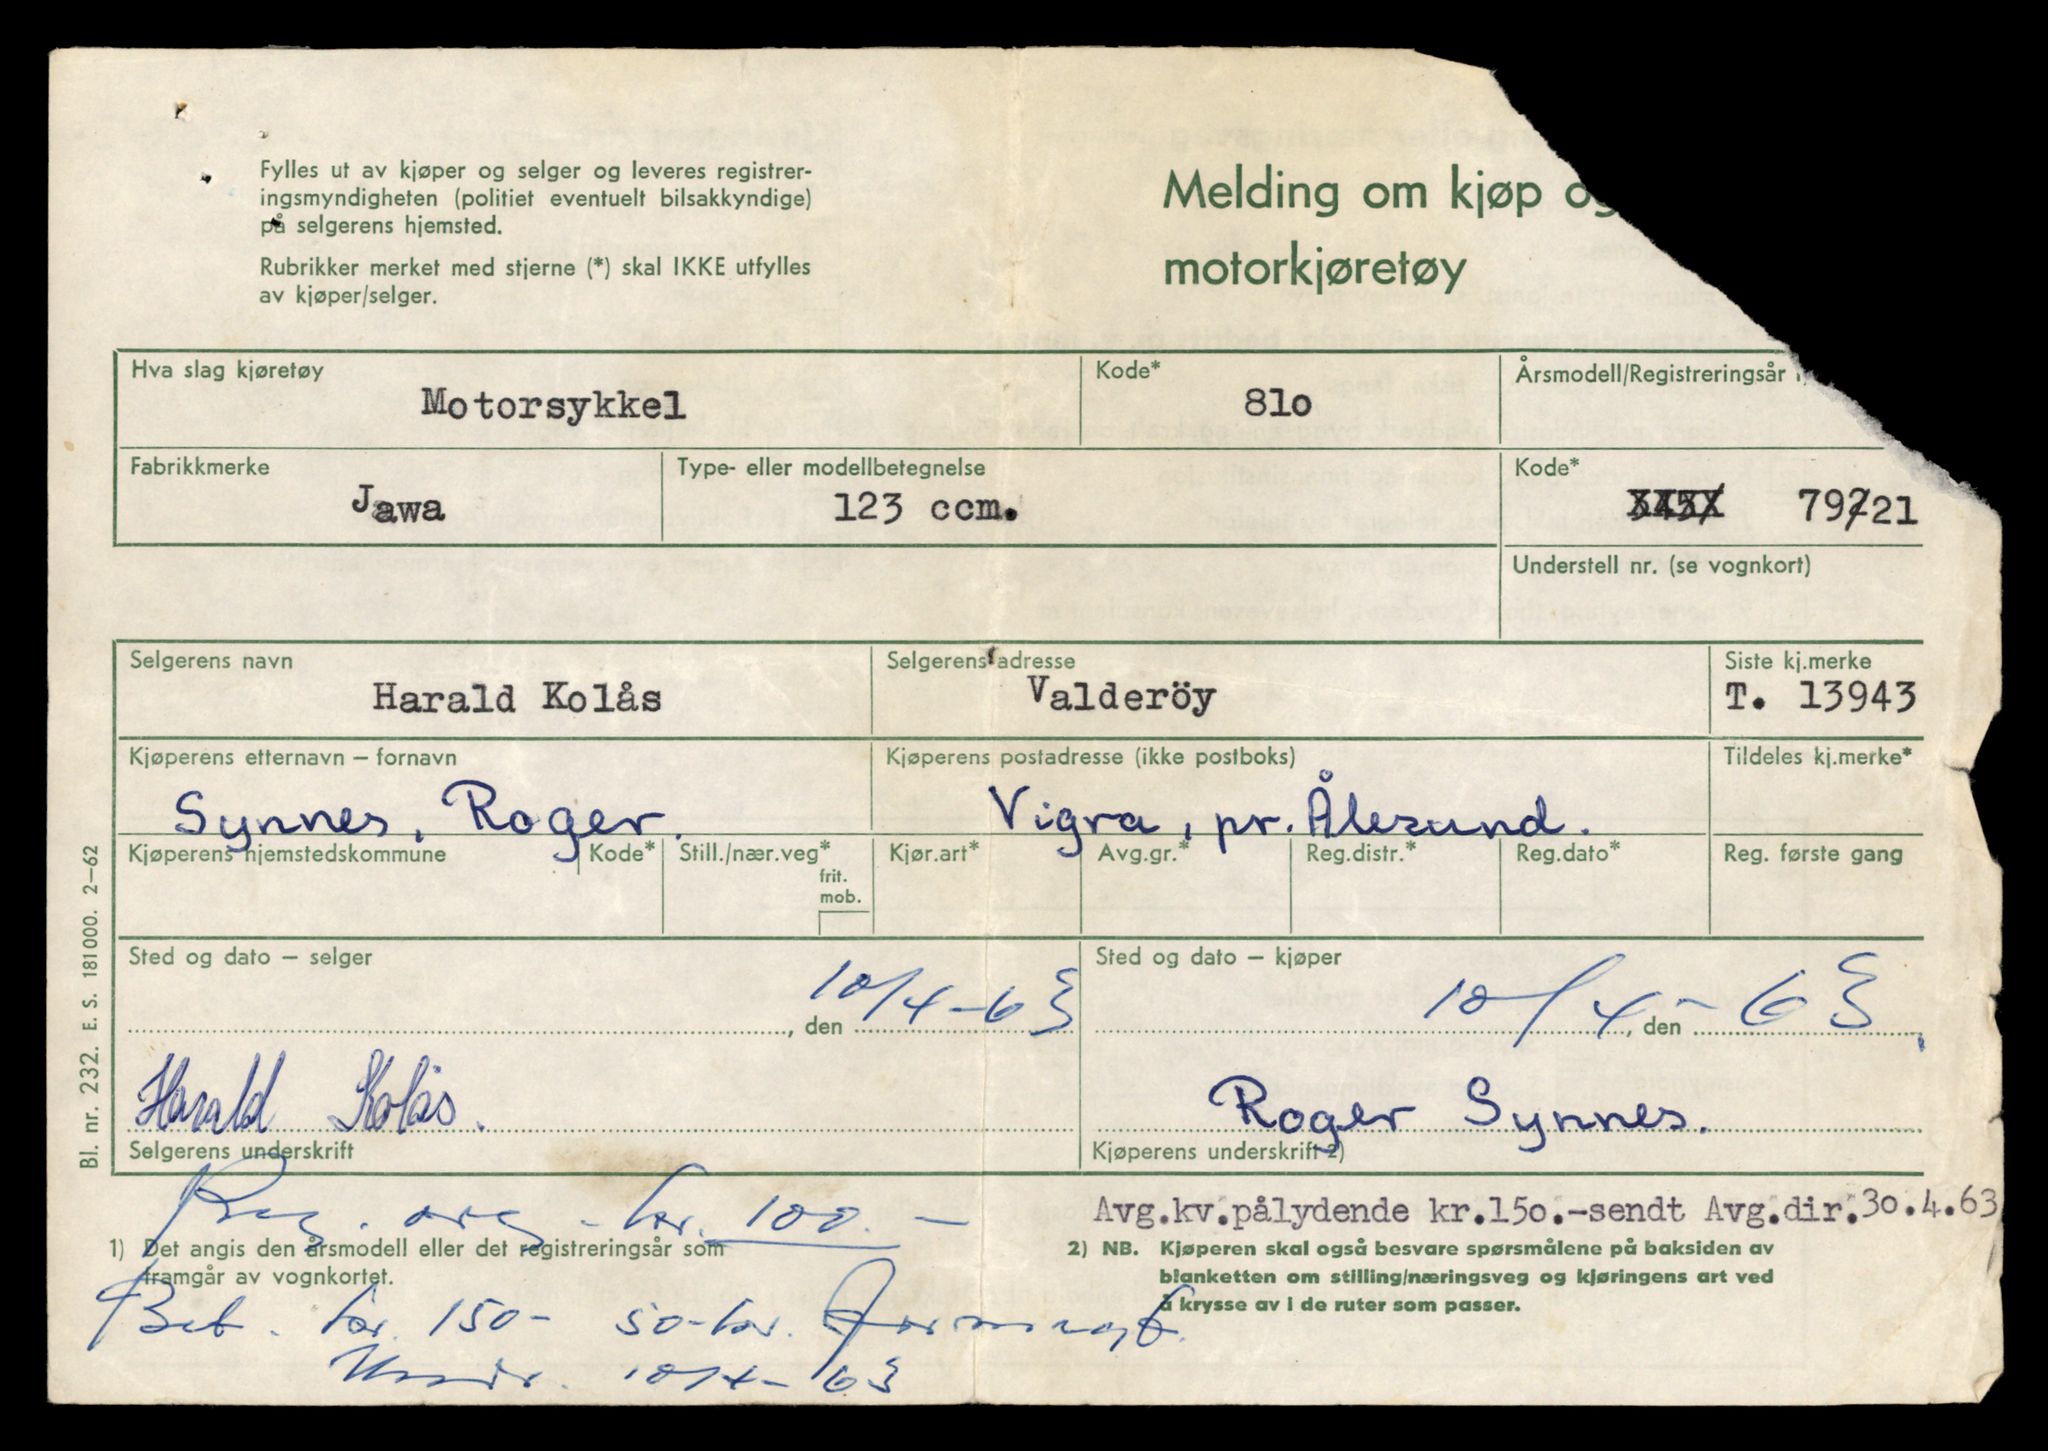 Fylles ut av kjøper og selger og leveres registrer-
ingsmyndigheten (politiet eventuelt bilsakkyndige)
på selgerens hjemsted.
Rubrikker merket med stjerne (*) skal IKKE utfylles
av kjøper/selger.
Melding om kjøp og
motorkjøretøy
Hva slag kjøretøy
Motorsykkel
Kode*
81o
Årsmodell/Registreringsår
Fabrikkmerke
Jawa
Type- eller modellbetegnelse
123 ccm.
Kode*
79221
Understell nr. (se vognkort)
Selgerens navn
Harald Kolås
Selgerens adresse
Valderöy
Siste kj.merke
T. 13943
Kjøperens etternavn – fornavn
Synnes, Roger.
Kjøperens postadresse (ikke postboks)
Vigra, pr. Ålesund.
Tildeles kj.merke*
Kjøperens hjemstedskommune
Kode*
Still./nær.veg*
frit.
mob.
Kjør.art*
Avg.gr.*
Reg.distr.*
Reg.dato*
Reg. første gang
Sted og dato – selger
, den 10/4-63
Sted og dato – kjøper
10/4, den -63
Harald Kolås.
Selgerens underskrift
Roger Synnes.
Kjøperens underskrift 2)
Bl. nr. 232. E. S. 181000. 2–62
kr. 100.-
Avg.kv.pålydende kr.15o.-sendt Avg.dir.30.4.63
1) Det angis den årsmodell eller det registreringsår som
framgår av vognkortet.
2) NB. Kjøperen skal også besvare spørsmålene på baksiden av
blanketten om stilling/næringsveg og kjøringens art ved
å krysse av i de ruter som passer.
Bet. kr. 150- 50-kr.
10/4-63